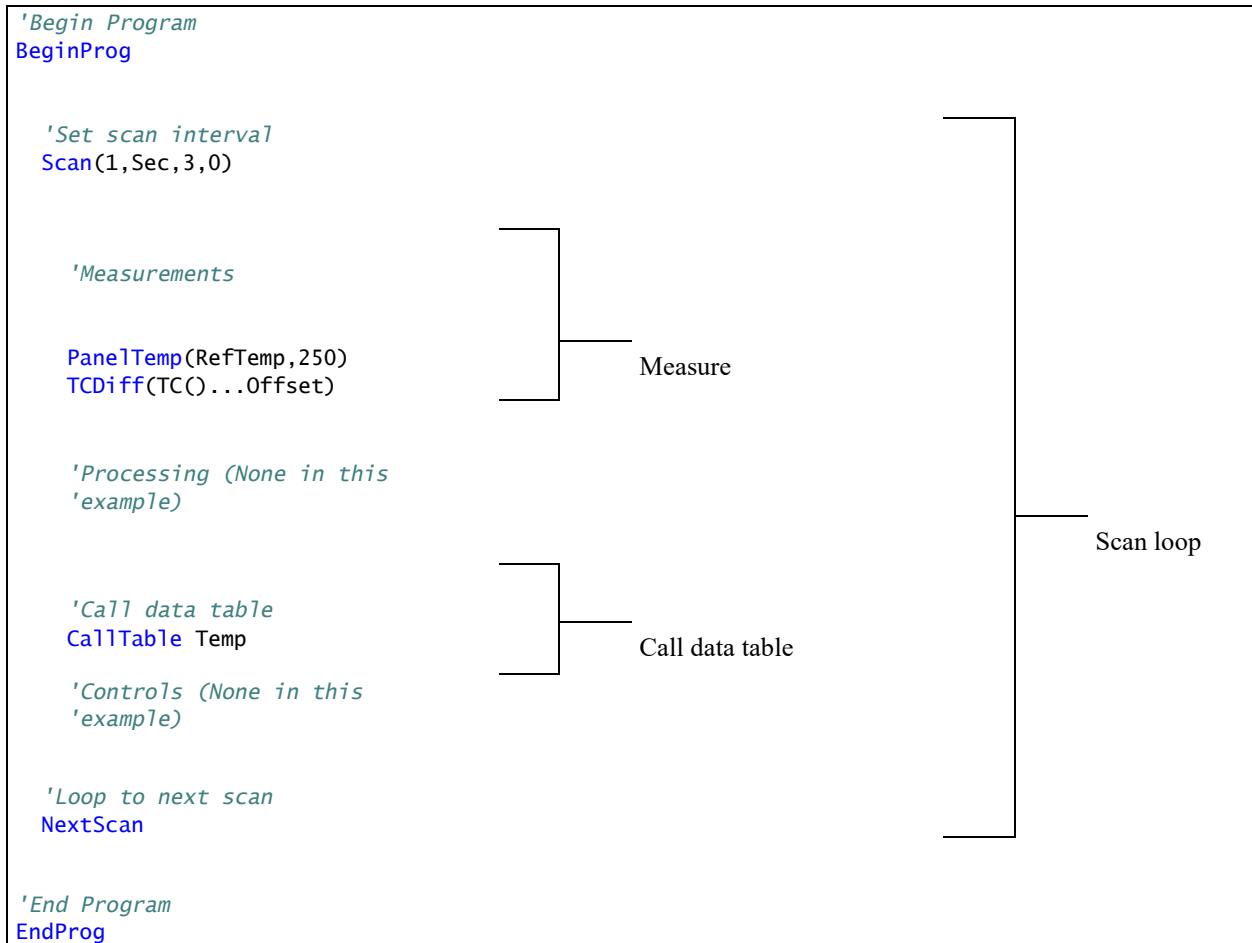 'Begin Program
BeginProg
'Set scan interval
Scan(1,Sec,3,0)
'Measurements
PanelTemp(RefTemp,250)
TCDiff(TC()...Offset)
Measure
'Processing (None in this
'example)
Scan loop
'Call data table
CallTable Temp
Call data table
'Controls (None in this
'example)
'Loop to next scan
NextScan
'End Program
EndProg